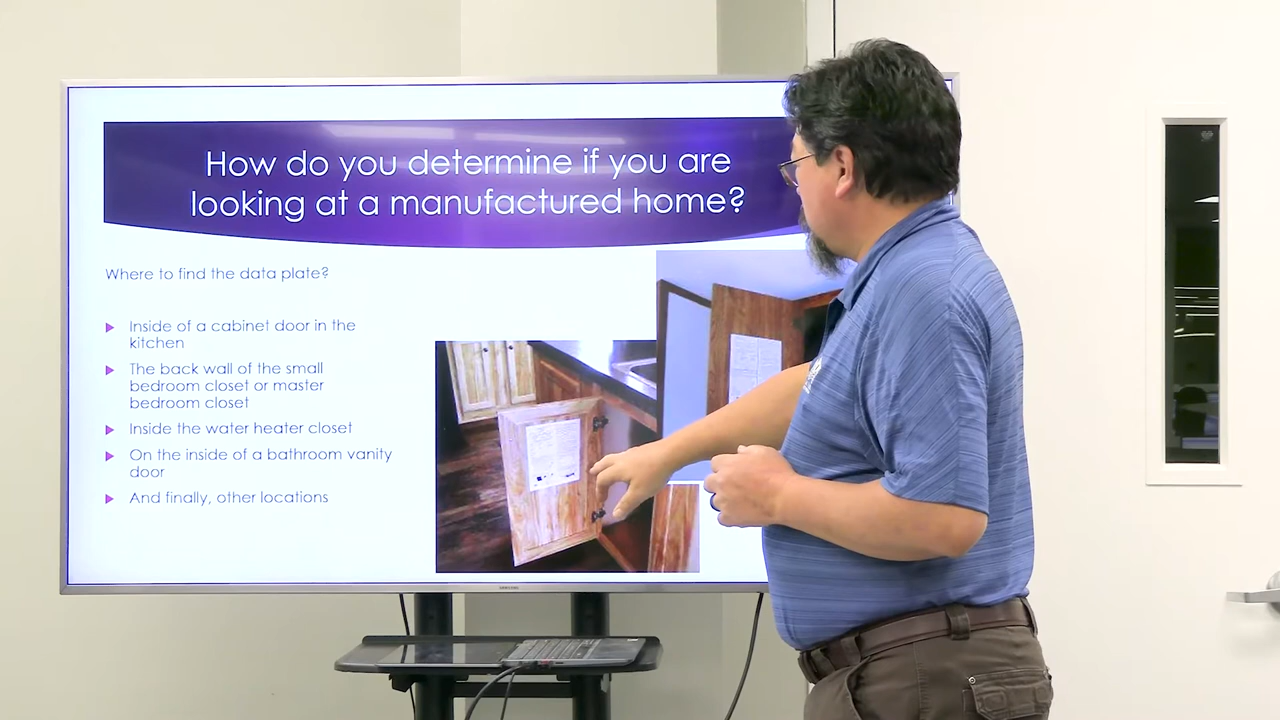 How do you determine if you are
looking at a manufactured home?
Where to find the data plate?
Inside of a cabinet door in the
kitchen
The back wall of the small
bedroom closet or master
bedroom closet
Inside the water heater closet
On the inside of a bathroom vanity
door
And finally, other locations
SAMSUNG